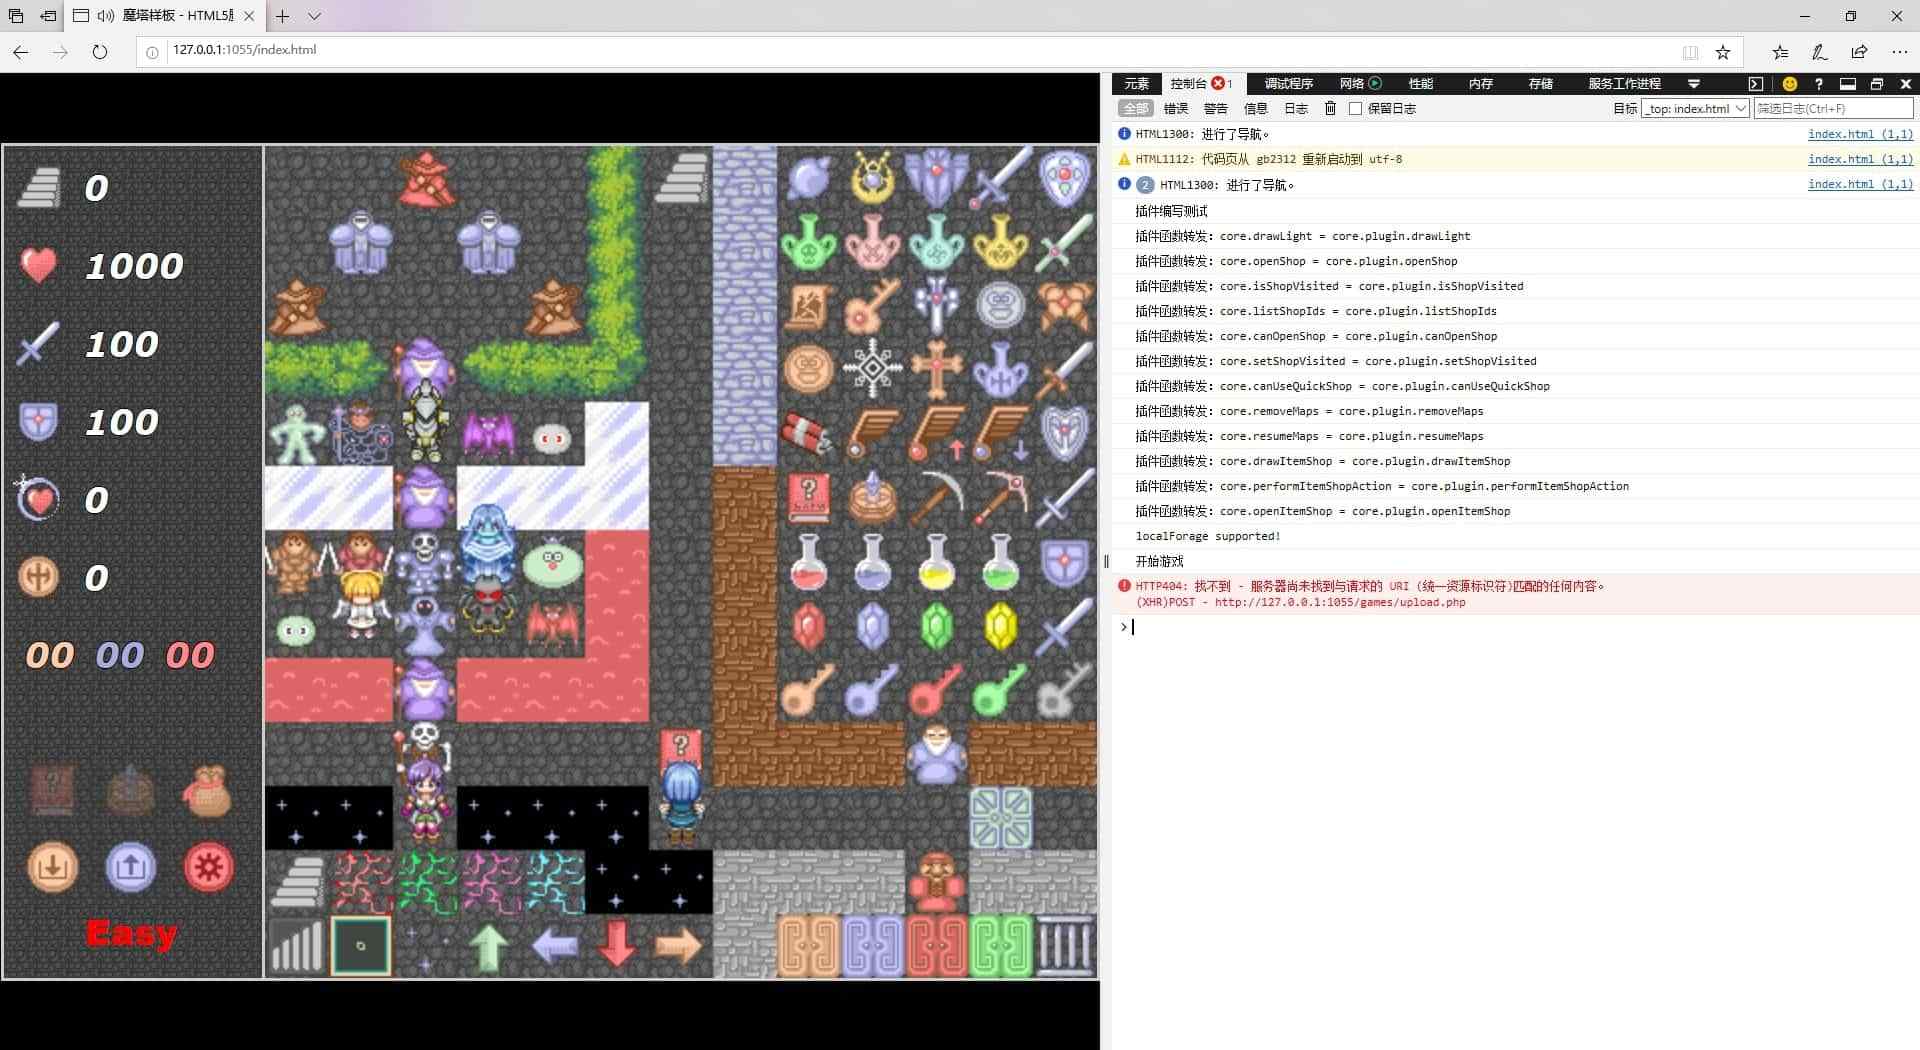 魔塔样板 - HTML5
127.0.0.1:1055/index.html
元素
控制台
1
调试程序
网络
性能
内存
存储
服务工作进程
?
全部
错误
警告
信息
日志
保留日志
目标
_top: index.html
筛选日志(Ctrl+F)
HTML1300: 进行了导航。
index.html (1,1)
HTML1112: 代码页从 gb2312 重新启动到 utf-8
index.html (1,1)
2 HTML1300: 进行了导航。
index.html (1,1)
插件编写测试
插件函数转发: core.drawLight = core.plugin.drawLight
插件函数转发: core.openShop = core.plugin.openShop
插件函数转发: core.isShopVisited = core.plugin.isShopVisited
插件函数转发: core.listShopIds = core.plugin.listShopIds
插件函数转发: core.canOpenShop = core.plugin.canOpenShop
插件函数转发: core.setShopVisited = core.plugin.setShopVisited
插件函数转发: core.canUseQuickShop = core.plugin.canUseQuickShop
插件函数转发: core.removeMaps = core.plugin.removeMaps
插件函数转发: core.resumeMaps = core.plugin.resumeMaps
插件函数转发: core.drawItemShop = core.plugin.drawItemShop
插件函数转发: core.performItemShopAction = core.plugin.performItemShopAction
插件函数转发: core.openItemShop = core.plugin.openItemShop
localForage supported!
开始游戏
HTTP404: 找不到 - 服务器尚未找到与请求的 URI (统一资源标识符)匹配的任何内容。
(XHR)POST - http://127.0.0.1:1055/games/upload.php
0
1000
100
100
0
0
00 00 00
Easy